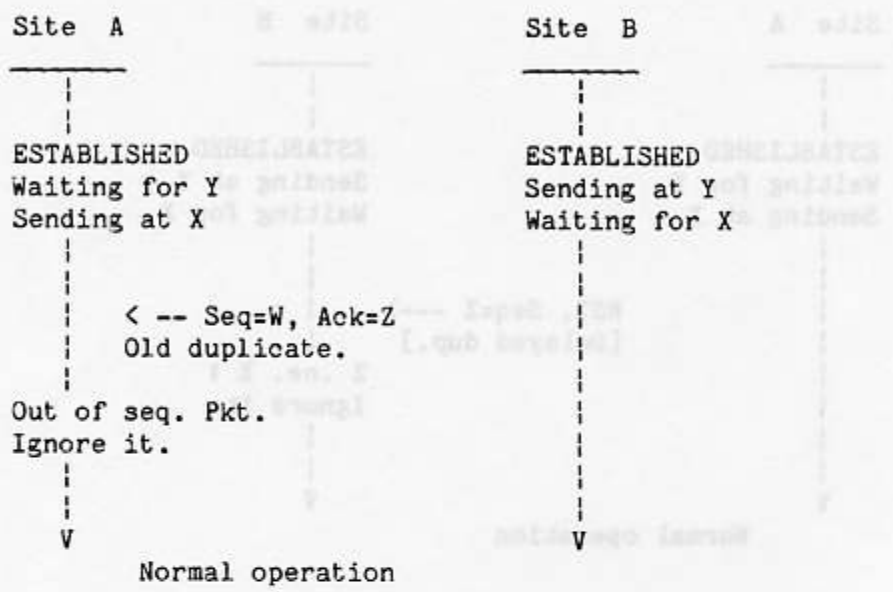 Site A
Site B
ESTABLISHED
Waiting for Y
Sending at X
ESTABLISHED
Sending at Y
Waiting for X
< -- Seq=W, Ack=Z
Old duplicate.
Out of seq. Pkt.
Ignore it.
V
V
Normal operation